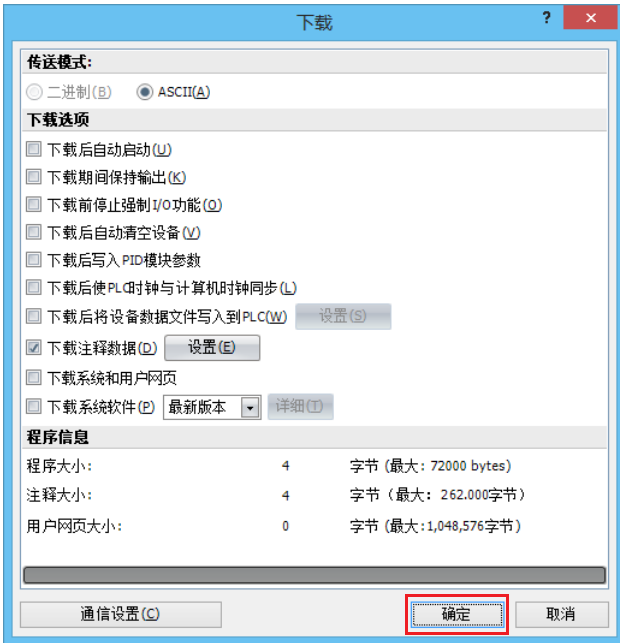 下载
?
×
传送模式:
二进制(B) ASCII(A)
下载选项
下载后自动启动(U)
下载期间保持输出(K)
下载前停止强制I/O功能(O)
下载后自动清空设备(V)
下载后写入PID模块参数
下载后使PLC时钟与计算机时钟同步(L)
下载后将设备数据文件写入到PLC(W) 设置(S)
下载注释数据(D) 设置(E)
下载系统和用户网页
下载系统软件(P) 最新版本 详细(T)
程序信息
程序大小: 4 字节 (最大: 72000 bytes)
注释大小: 4 字节 (最大: 262.000字节)
用户网页大小: 0 字节 (最大:1,048,576字节)
通信设置(C) 确定 取消